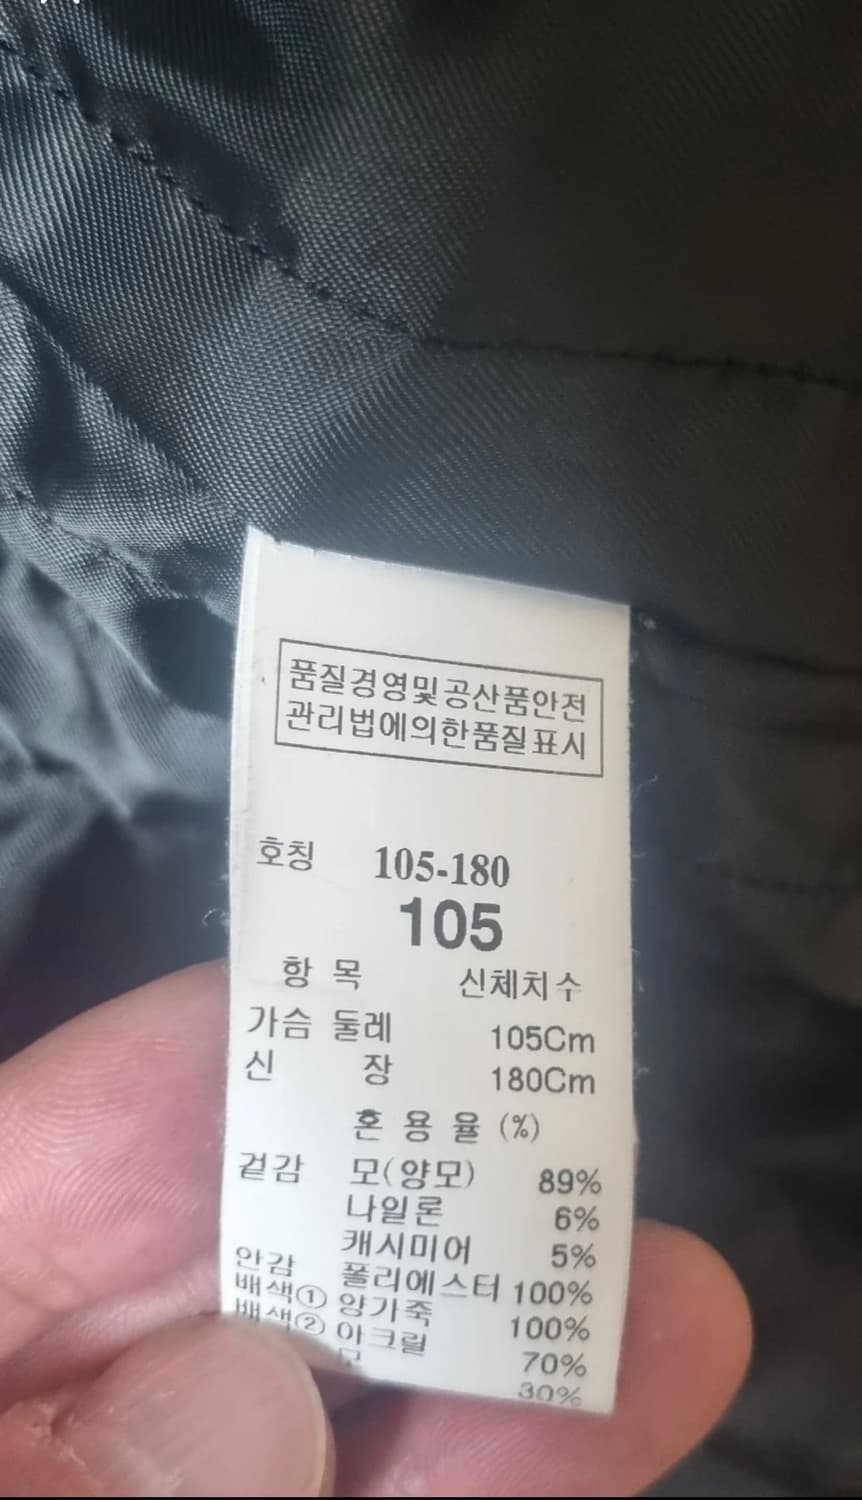 품질경영및공산품안전
관리법에의한품질표시
호칭 105-180
105
항 목 신체치수
가슴 둘레 105Cm
신 장 180Cm
혼 용 율 (%)
겉감 모(양모) 89%
나일론 6%
캐시미어 5%
안감 폴리에스터 100%
배색① 양가죽 100%
배색② 아크릴 70%
모 30%